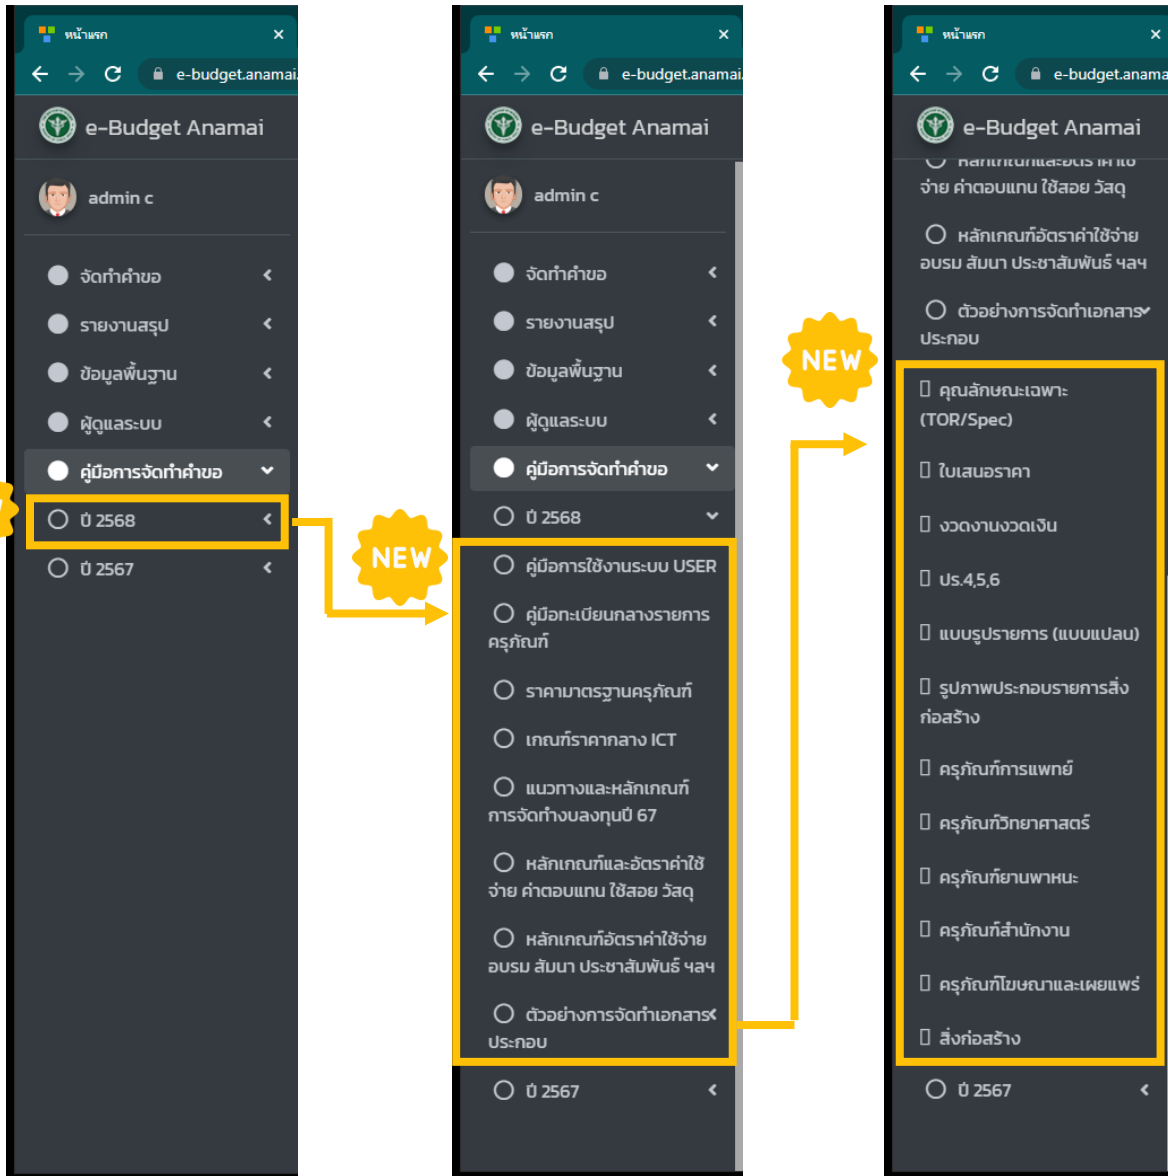 หน้าแรก
e-budget.anamai.
e-Budget Anamai
admin c
จัดทำคำขอ
รายงานสรุป
ข้อมูลพื้นฐาน
ผู้ดูแลระบบ
คู่มือการจัดทำคำขอ
ปี 2568
ปี 2567
NEW
หน้าแรก
e-budget.anamai.
e-Budget Anamai
admin c
จัดทำคำขอ
รายงานสรุป
ข้อมูลพื้นฐาน
ผู้ดูแลระบบ
คู่มือการจัดทำคำขอ
ปี 2568
คู่มือการใช้งานระบบ USER
คู่มือทะเบียนกลางรายการ
ครุภัณฑ์
ราคามาตรฐานครุภัณฑ์
เกณฑ์ราคากลาง ICT
แนวทางและหลักเกณฑ์
การจัดทำงบลงทุนปี 67
หลักเกณฑ์และอัตราค่าใช้
จ่าย ค่าตอบแทน ใช้สอย วัสดุ
หลักเกณฑ์อัตราค่าใช้จ่าย
อบรม สัมนา ประชาสัมพันธ์ ฯลฯ
ตัวอย่างการจัดทำเอกสาร
ประกอบ
ปี 2567
NEW
หน้าแรก
e-budget.anama
e-Budget Anamai
หลักเกณฑ์และอัตราค่าใช้
จ่าย ค่าตอบแทน ใช้สอย วัสดุ
หลักเกณฑ์อัตราค่าใช้จ่าย
อบรม สัมนา ประชาสัมพันธ์ ฯลฯ
ตัวอย่างการจัดทำเอกสาร
ประกอบ
คุณลักษณะเฉพาะ
(TOR/Spec)
ใบเสนอราคา
งวดงานงวดเงิน
ปร.4,5,6
แบบรูปรายการ (แบบแปลน)
รูปภาพประกอบรายการสิ่ง
ก่อสร้าง
ครุภัณฑ์การแพทย์
ครุภัณฑ์วิทยาศาสตร์
ครุภัณฑ์ยานพาหนะ
ครุภัณฑ์สำนักงาน
ครุภัณฑ์โฆษณาและเผยแพร่
สิ่งก่อสร้าง
ปี 2567